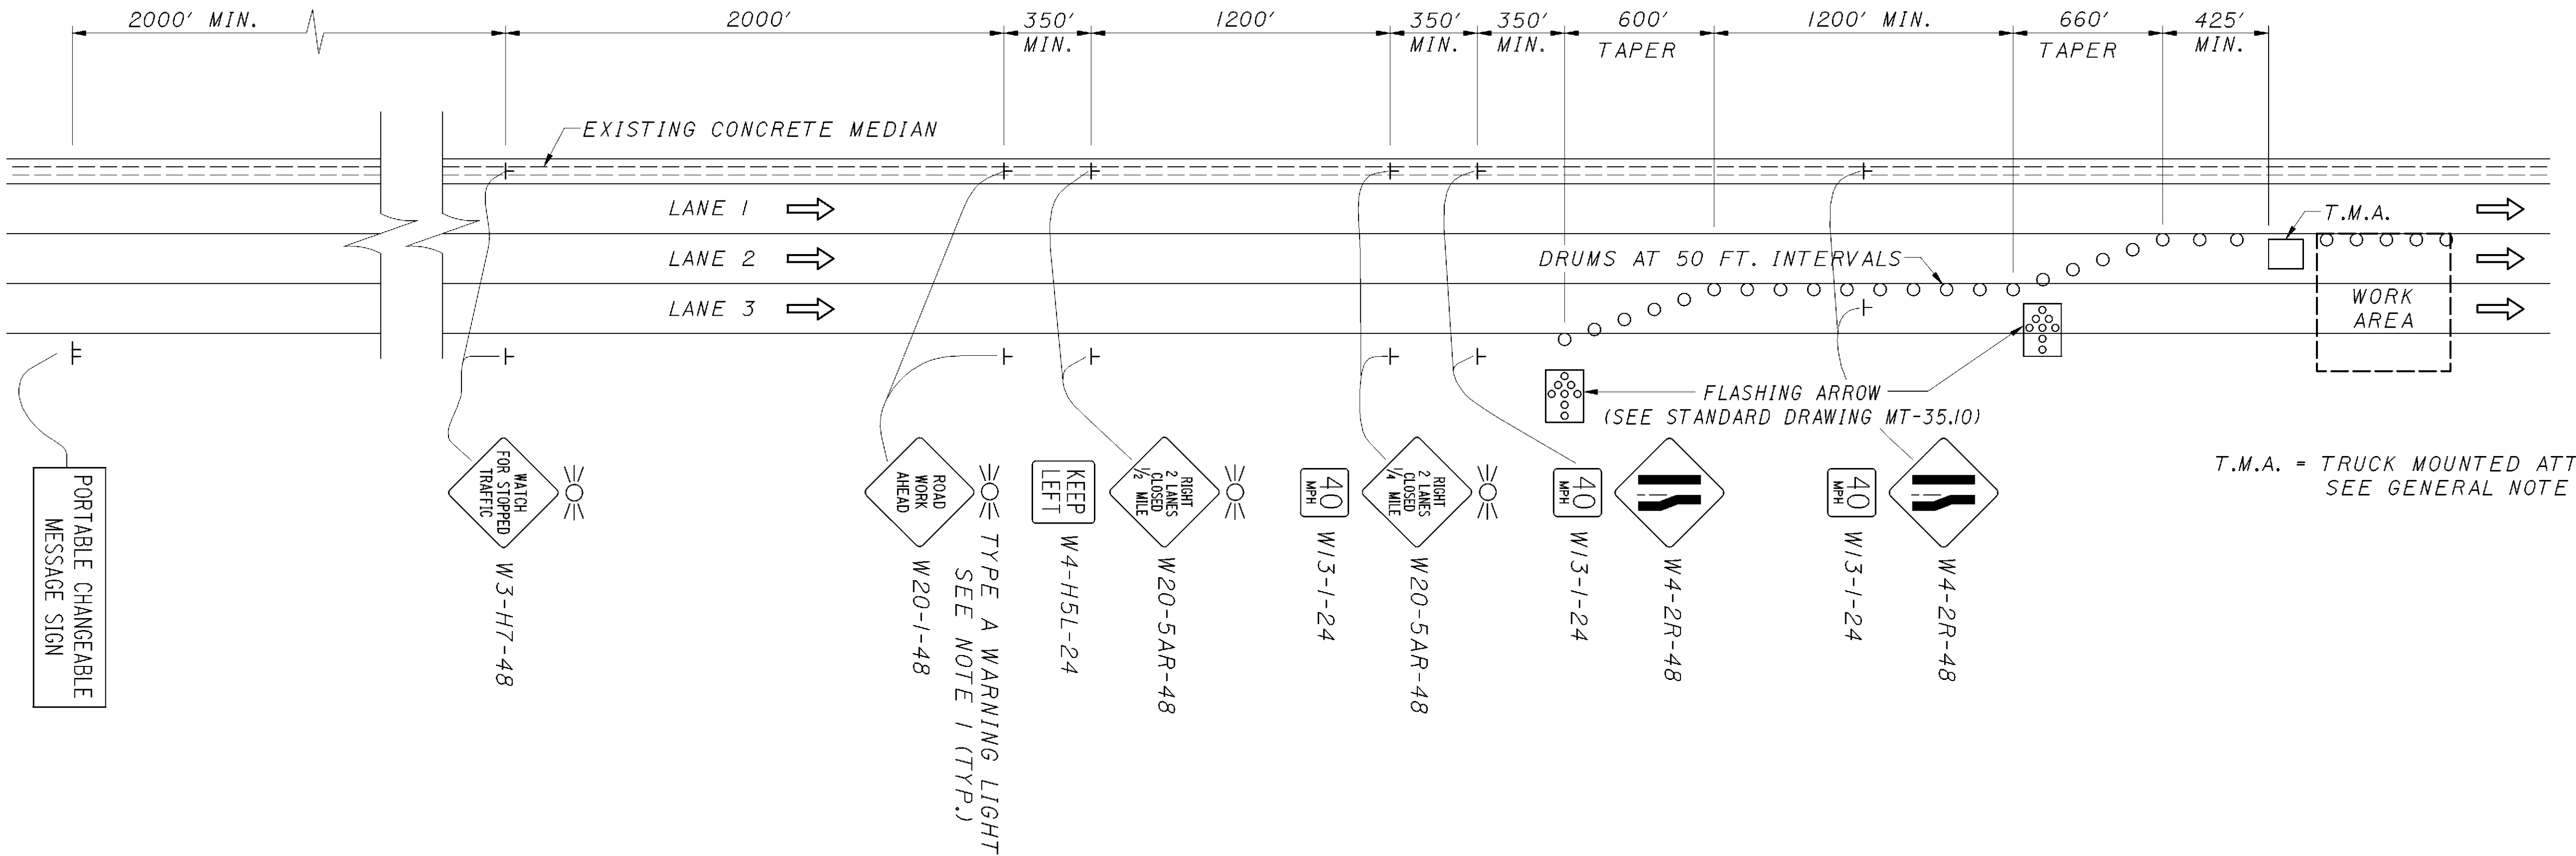 2000' MIN.
2000'
350'
MIN.
1200'
350'
MIN.
350'
MIN.
600'
TAPER
1200' MIN.
660'
TAPER
425'
MIN.
EXISTING CONCRETE MEDIAN
LANE 1
LANE 2
LANE 3
DRUMS AT 50 FT. INTERVALS
T.M.A.
WORK
AREA
FLASHING ARROW
(SEE STANDARD DRAWING MT-35.10)
T.M.A. = TRUCK MOUNTED ATT
SEE GENERAL NOTE
PORTABLE CHANGEABLE
MESSAGE SIGN
WATCH
FOR STOPPED
TRAFFIC
W3-H7-48
ROAD
WORK
AHEAD
W20-1-48
TYPE A WARNING LIGHT
SEE NOTE 1 (TYP.)
KEEP
LEFT
W4-H5L-24
RIGHT
2 LANES
CLOSED
1/2 MILE
W20-5AR-48
40
MPH
W13-1-24
RIGHT
2 LANES
CLOSED
1/4 MILE
W20-5AR-48
40
MPH
W13-1-24
W4-2R-48
40
MPH
W13-1-24
W4-2R-48